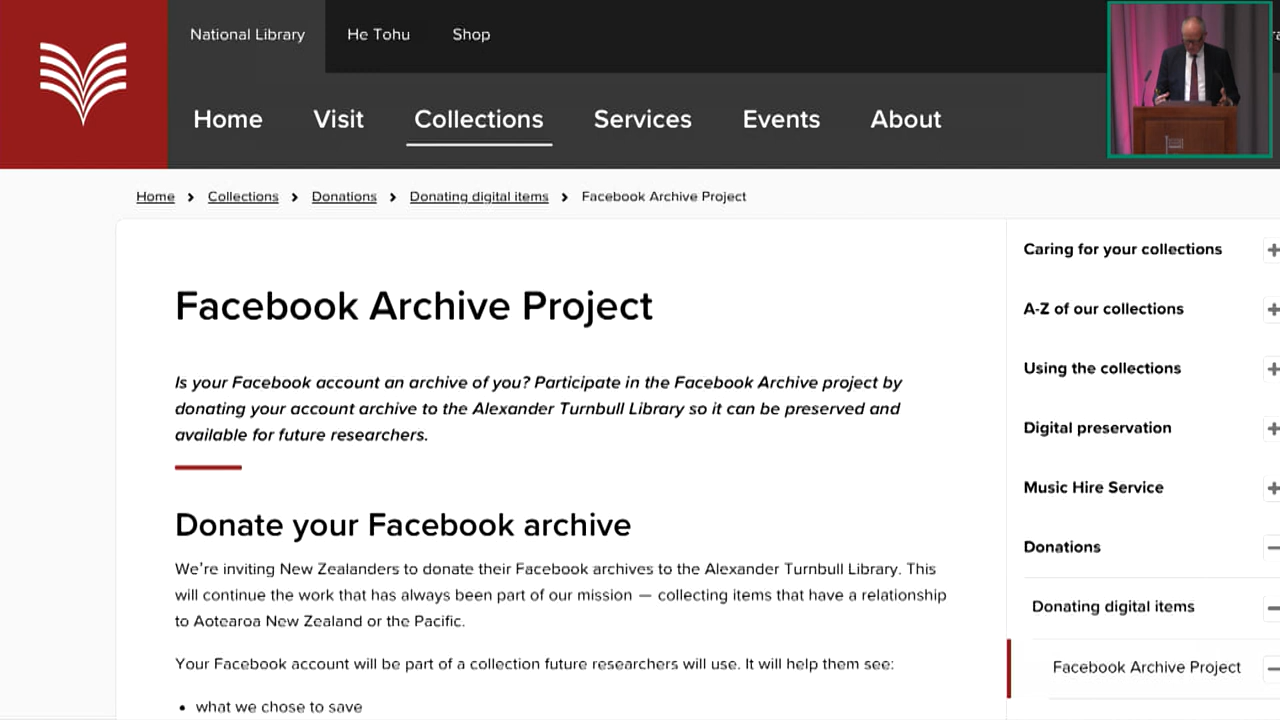 National Library
He Tohu
Shop
Home
Visit
Collections
Services
Events
About
Home
Collections
Donations
Donating digital items
Facebook Archive Project
Facebook Archive Project
Is your Facebook account an archive of you? Participate in the Facebook Archive project by
donating your account archive to the Alexander Turnbull Library so it can be preserved and
available for future researchers.
Donate your Facebook archive
We're inviting New Zealanders to donate their Facebook archives to the Alexander Turnbull Library. This
will continue the work that has always been part of our mission — collecting items that have a relationship
to Aotearoa New Zealand or the Pacific.
Your Facebook account will be part of a collection future researchers will use. It will help them see:
• what we chose to save
Caring for your collections
A-Z of our collections
Using the collections
Digital preservation
Music Hire Service
Donations
Donating digital items
Facebook Archive Project